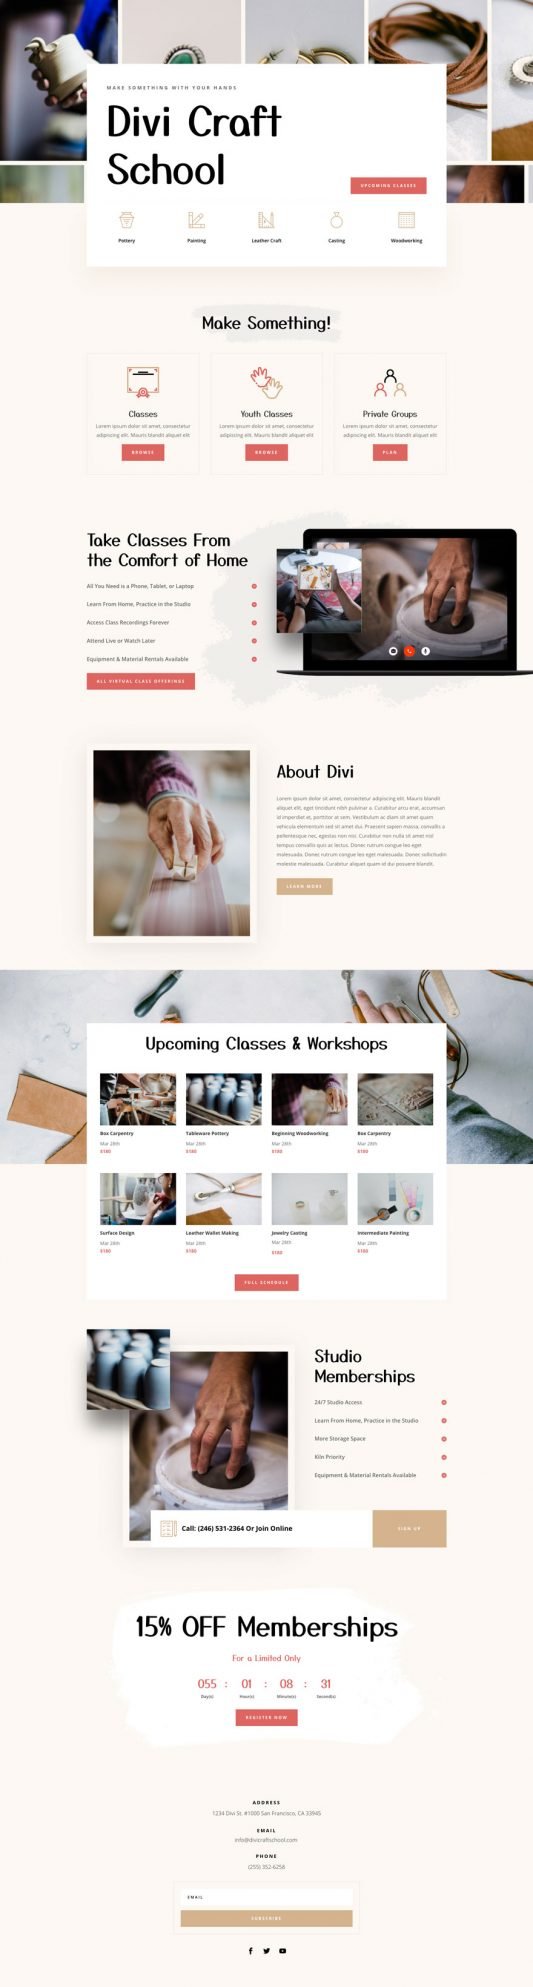 MAKE SOMETHING WITH YOUR HANDS
Divi Craft
School
UPCOMING CLASSES
Pottery
Painting
Leather Craft
Casting
Woodworking
Make Something!
Classes
Youth Classes
Private Groups
Lorem ipsum dolor sit amet, consectetur
adipiscing elit. Mauris blandit aliquet elit
Lorem ipsum dolor sit amet, consectetur
adipiscing elit. Mauris blandit aliquet elit
Lorem ipsum dolor sit amet, consectetur
adipiscing elit. Mauris blandit aliquet elit
BROWSE
BROWSE
PLAN
Take Classes From
the Comfort of Home
All You Need is a Phone, Tablet, or Laptop
Learn From Home, Practice in the Studio
Access Class Recordings Forever
Attend Live or Watch Later
Equipment & Material Rentals Available
ALL VIRTUAL CLASS OFFERINGS
About Divi
Lorem ipsum dolor sit amet, consectetur adipiscing elit. Mauris blandit
aliquet elit, eget tincidunt nibh pulvinar a. Curabitur arcu erat, accumsan
id imperdiet et, porttitor at sem. Vestibulum ac diam sit amet quam
vehicula elementum sed sit amet dui. Praesent sapien massa, convallis a
pellentesque nec, egestas non nisi. Curabitur non nulla sit amet nisl
tempus convallis quis ac lectus. Donec rutrum congue leo eget
malesuada. Donec rutrum congue leo eget malesuada. Donec sollicitudin
molestie malesuada. Curabitur aliquet quam id dui posuere blandit.
LEARN MORE
Upcoming Classes & Workshops
Box Carpentry
Mar 28th
$180
Tableware Pottery
Mar 28th
$180
Beginning Woodworking
Mar 28th
$180
Box Carpentry
Mar 28th
$180
Surface Design
Mar 28th
$180
Leather Wallet Making
Mar 28th
$180
Jewelry Casting
Mar 28th
$180
Intermediate Painting
Mar 28th
$180
FULL SCHEDULE
Studio
Memberships
24/7 Studio Access
Learn From Home, Practice in the Studio
More Storage Space
Kiln Priority
Equipment & Material Rentals Available
Call: (246) 531-2364 Or Join Online
SIGN UP
15% OFF Memberships
For a Limited Only
055 : 01 : 08 : 31
Day(s) Hour(s) Minute(s) Second(s)
REGISTER NOW
ADDRESS
1234 Divi St. #1000 San Francisco, CA 33945
EMAIL
info@divicraftschool.com
PHONE
(255) 352-6258
EMAIL
SUBSCRIBE